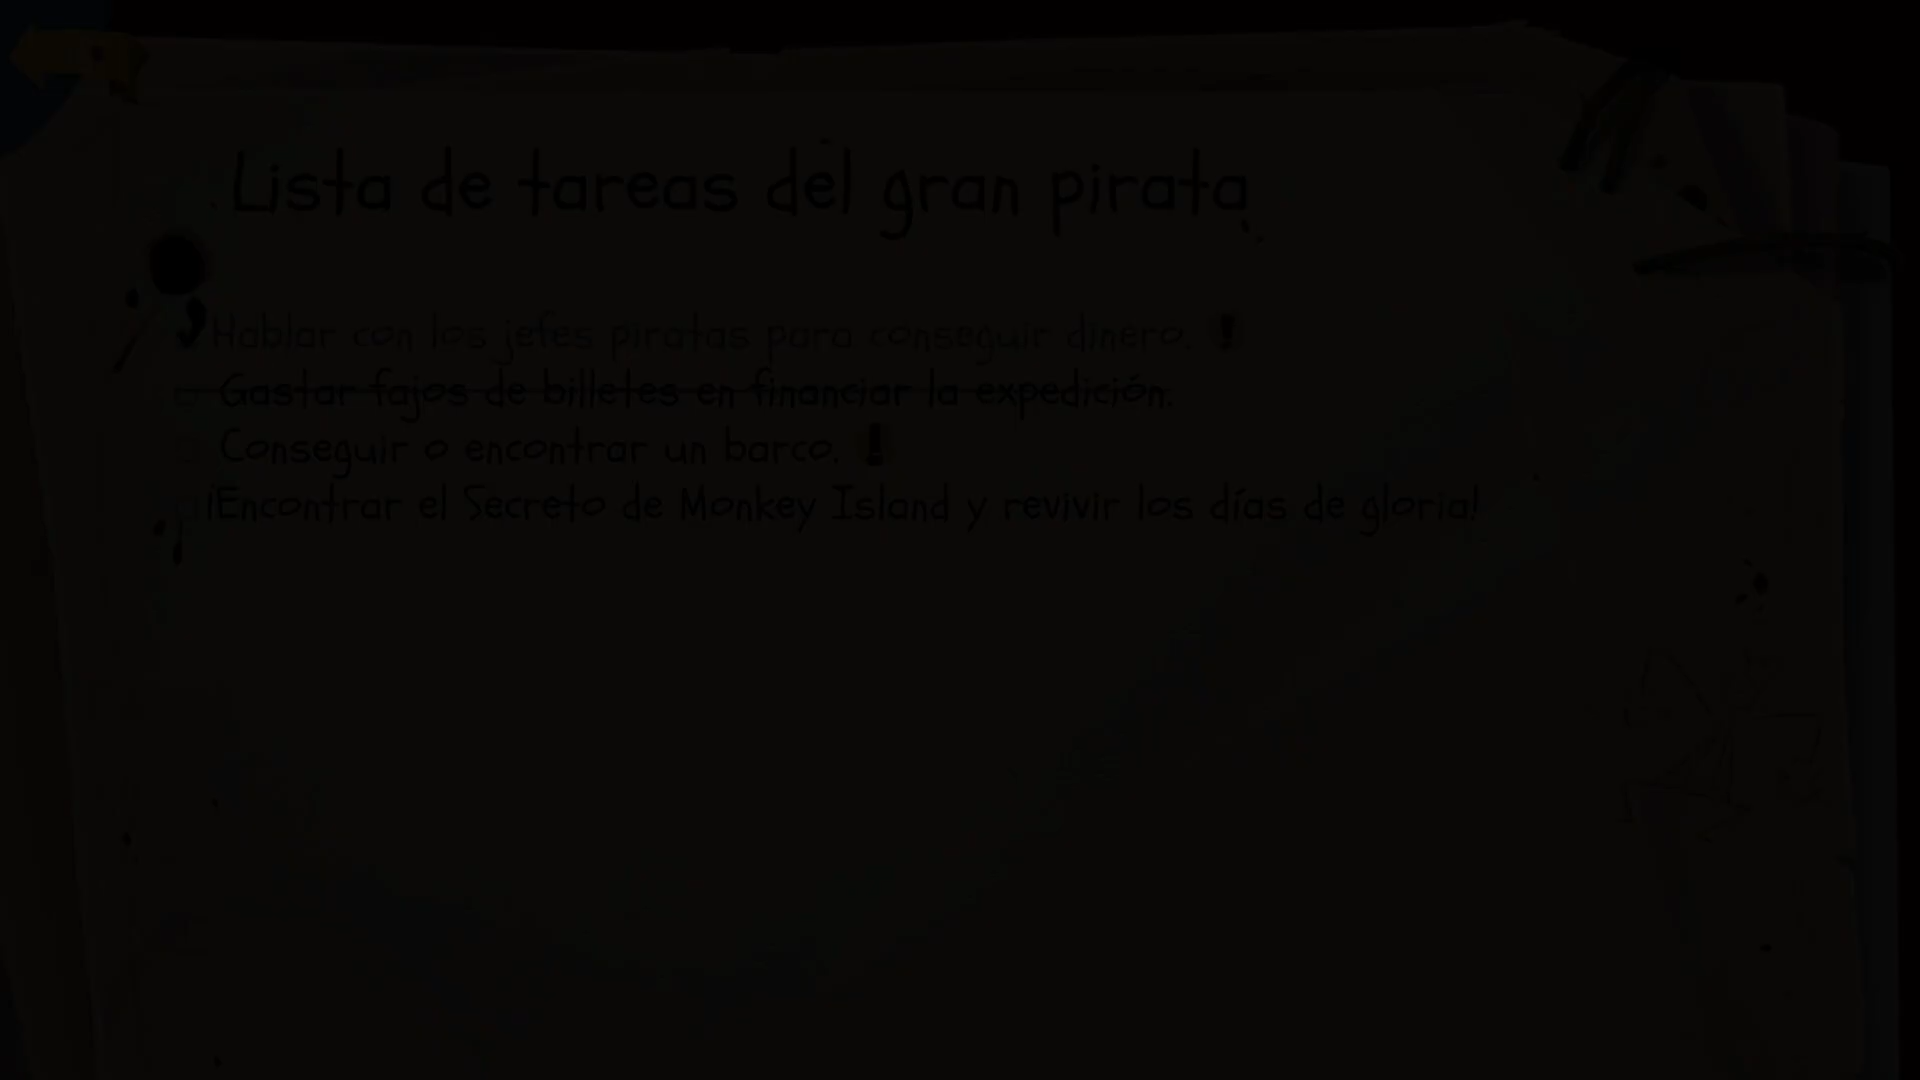 Lista de tareas del gran pirata
Hablar con los jefes piratas para conseguir dinero. !
Gastar fajos de billetes en financiar la expedición.
Conseguir o encontrar un barco. !
¡Encontrar el Secreto de Monkey Island y revivir los días de gloria!